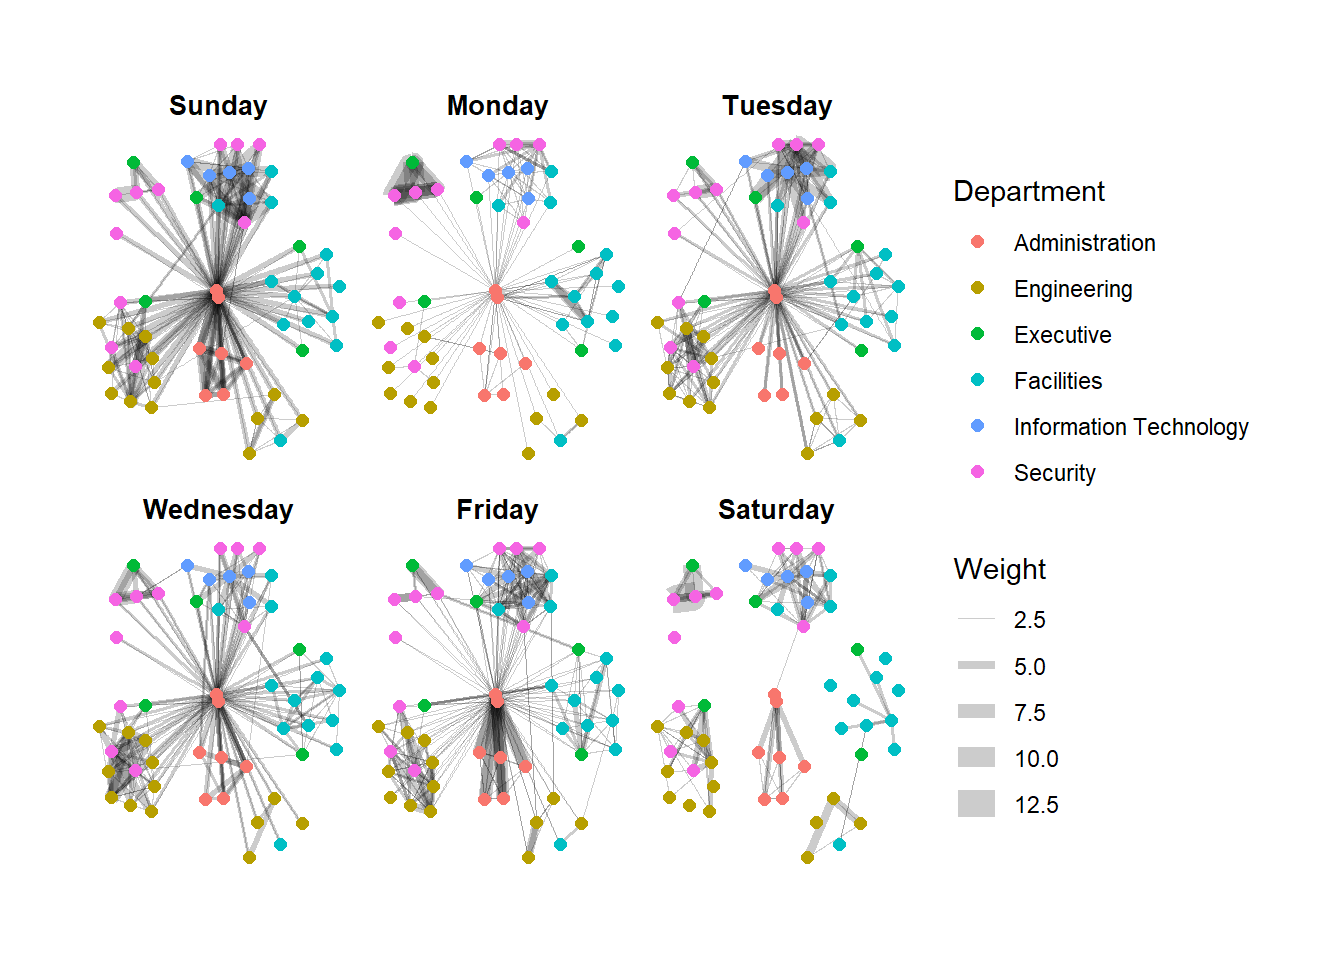 Sunday
Monday
Tuesday
Wednesday
Friday
Saturday
Department
Administration
Engineering
Executive
Facilities
Information Technology
Security
Weight
2.5
5.0
7.5
10.0
12.5